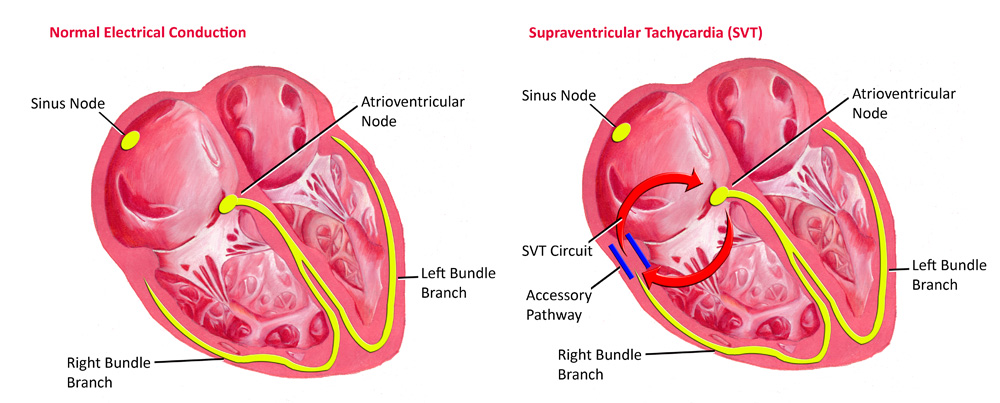 Normal Electrical Conduction
Sinus Node
Atrioventricular
Node
Left Bundle
Branch
Right Bundle
Branch
Supraventricular Tachycardia (SVT)
Sinus Node
Atrioventricular
Node
SVT Circuit
Accessory
Pathway
Left Bundle
Branch
Right Bundle
Branch